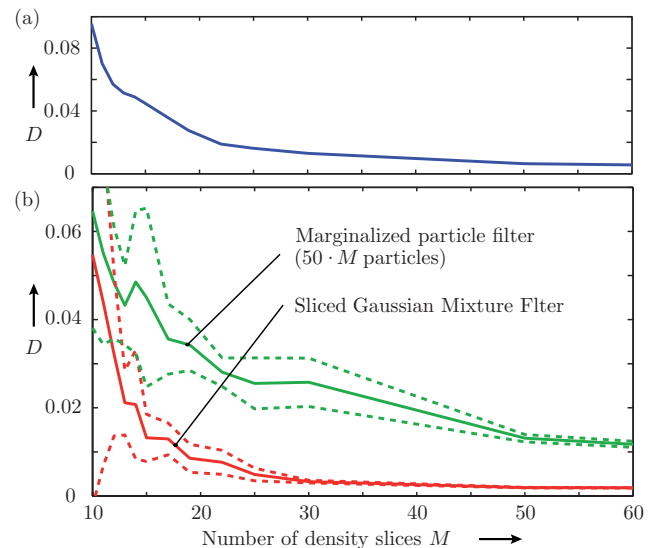 (a)
0.08
0.04
D
0
(b)
0.06
Marginalized particle filter
(50 · M particles)
D
Sliced Gaussian Mixture Flter
0.04
0.02
0
10 20 30 40 50 60
Number of density slices M